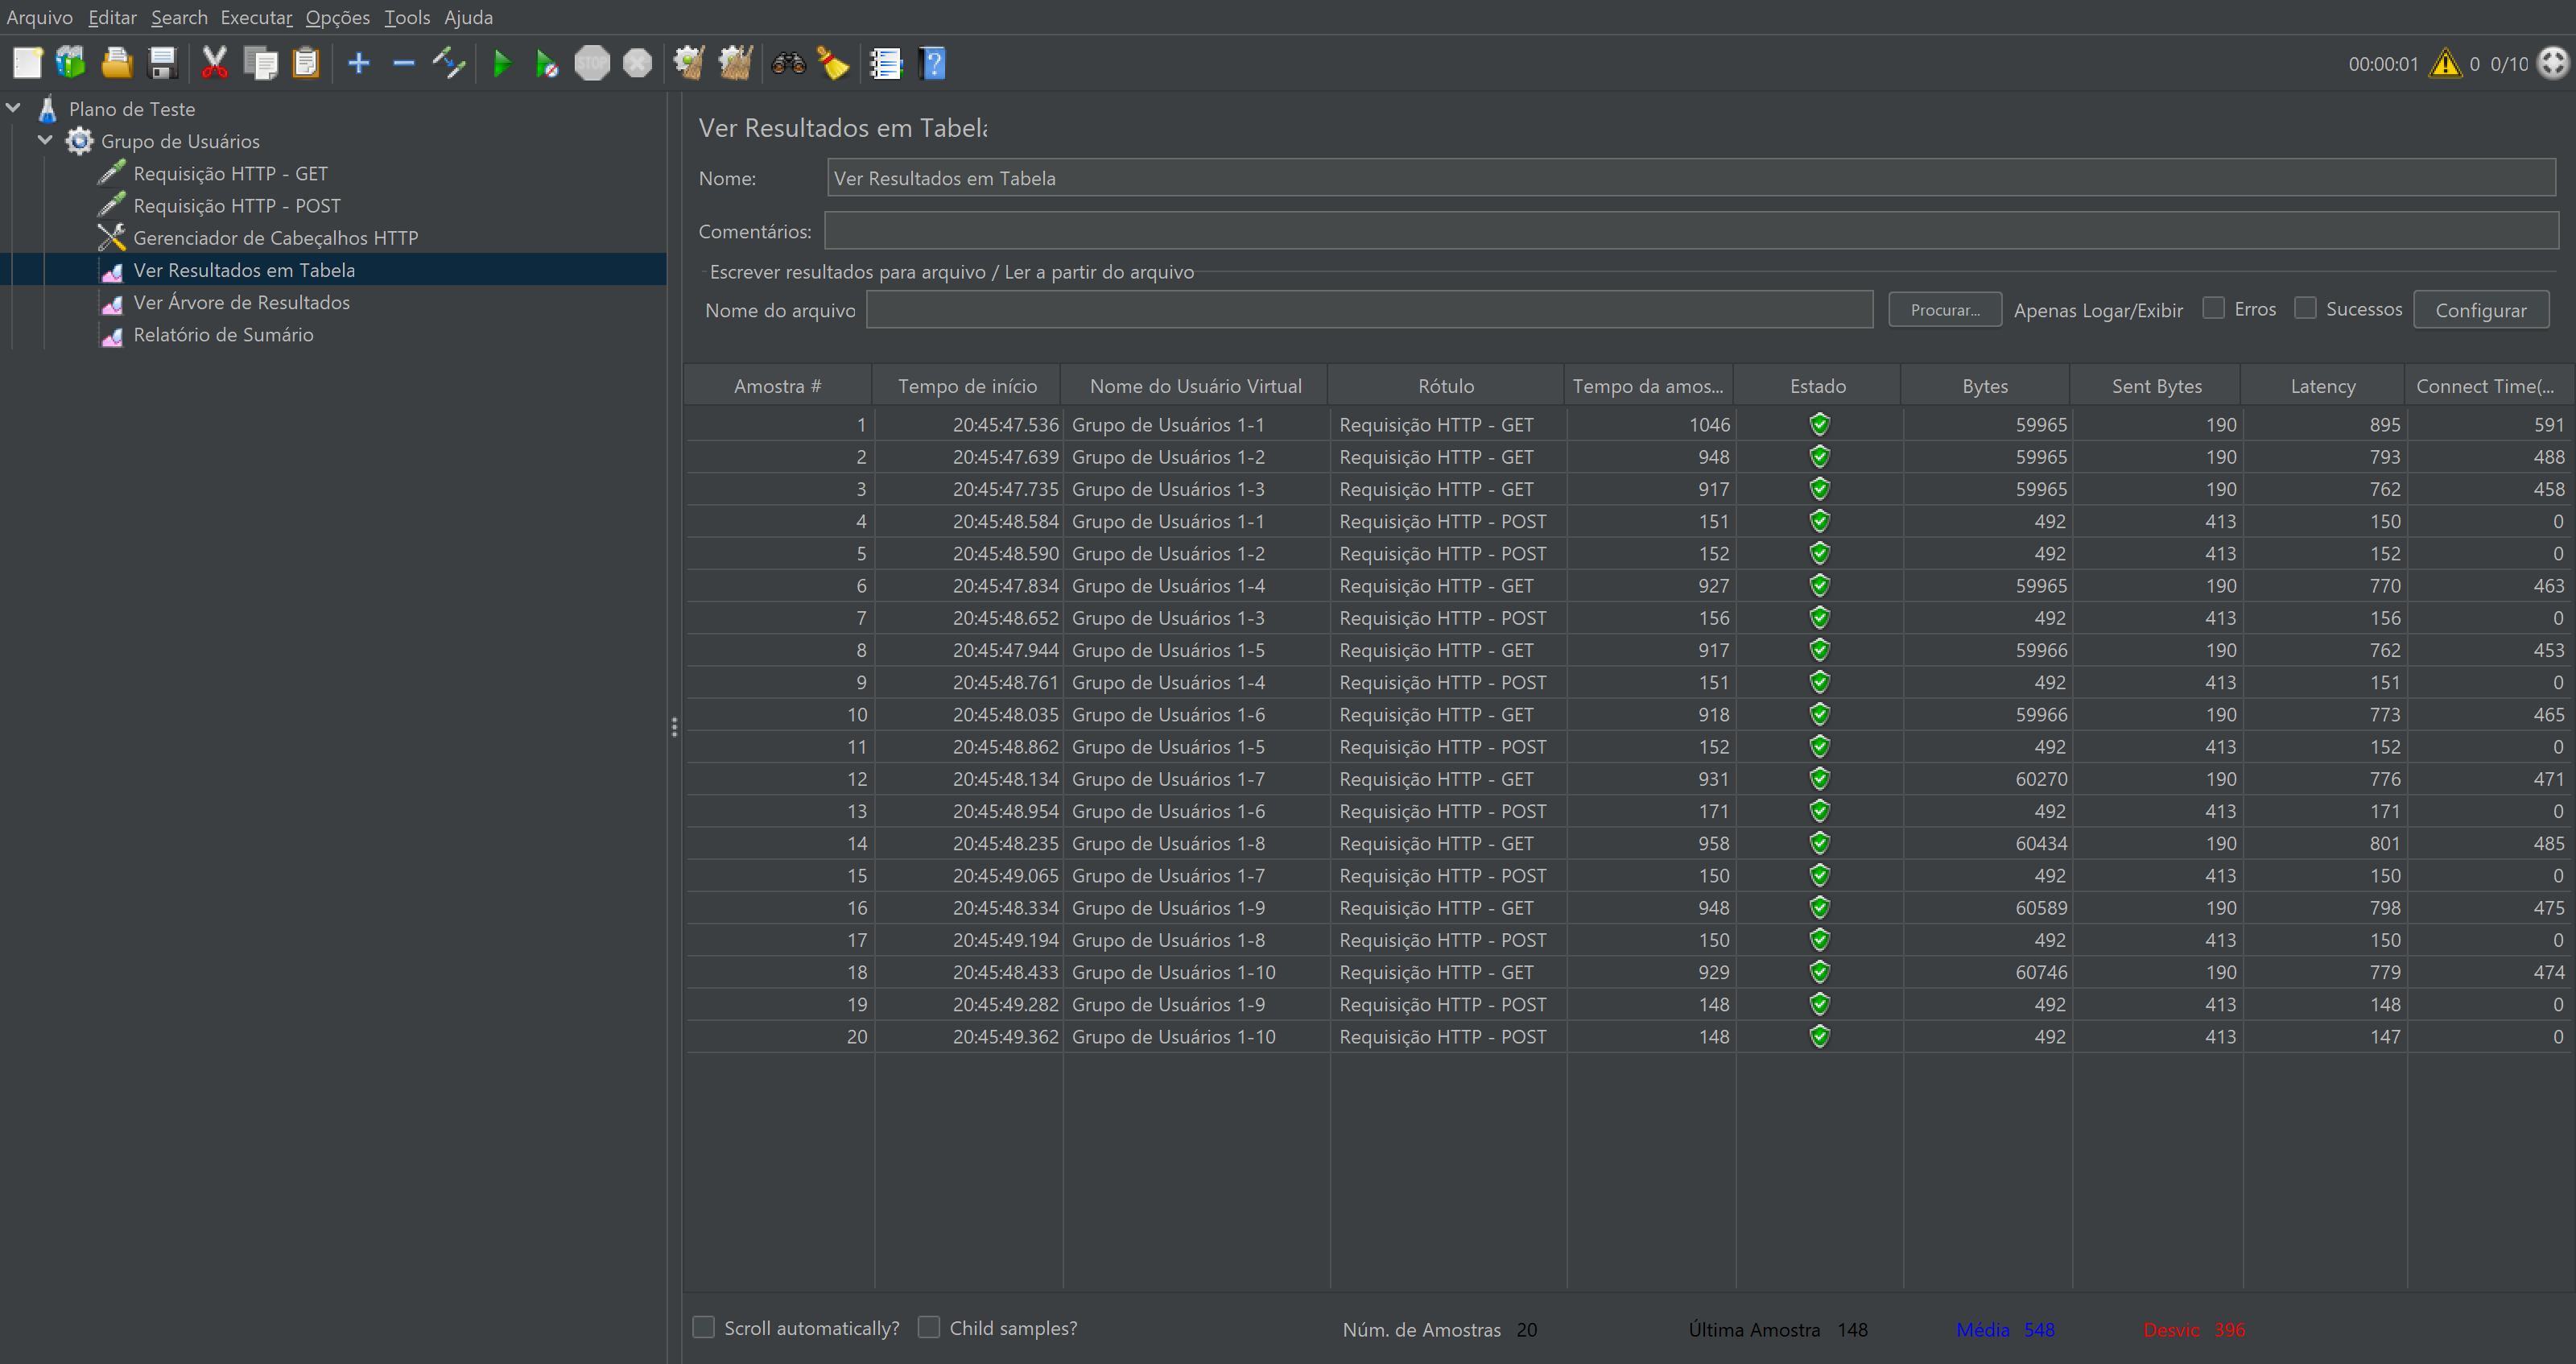 Arquivo Editar Search Executar Opções Tools Ajuda
00:00:01 0 0/10
Plano de Teste
Grupo de Usuários
Requisição HTTP - GET
Requisição HTTP - POST
Gerenciador de Cabeçalhos HTTP
Ver Resultados em Tabela
Ver Árvore de Resultados
Relatório de Sumário
Ver Resultados em Tabela
Nome: Ver Resultados em Tabela
Comentários:
Escrever resultados para arquivo / Ler a partir do arquivo
Nome do arquivo Procurar... Apenas Logar/Exibir Erros Sucessos Configurar
Amostra # Tempo de início Nome do Usuário Virtual Rótulo Tempo da amos... Estado Bytes Sent Bytes Latency Connect Time(...
1 20:45:47.536 Grupo de Usuários 1-1 Requisição HTTP - GET 1046 59965 190 895 591
2 20:45:47.639 Grupo de Usuários 1-2 Requisição HTTP - GET 948 59965 190 793 488
3 20:45:47.735 Grupo de Usuários 1-3 Requisição HTTP - GET 917 59965 190 762 458
4 20:45:48.584 Grupo de Usuários 1-1 Requisição HTTP - POST 151 492 413 150 0
5 20:45:48.590 Grupo de Usuários 1-2 Requisição HTTP - POST 152 492 413 152 0
6 20:45:47.834 Grupo de Usuários 1-4 Requisição HTTP - GET 927 59965 190 770 463
7 20:45:48.652 Grupo de Usuários 1-3 Requisição HTTP - POST 156 492 413 156 0
8 20:45:47.944 Grupo de Usuários 1-5 Requisição HTTP - GET 917 59966 190 762 453
9 20:45:48.761 Grupo de Usuários 1-4 Requisição HTTP - POST 151 492 413 151 0
10 20:45:48.035 Grupo de Usuários 1-6 Requisição HTTP - GET 918 59966 190 773 465
11 20:45:48.862 Grupo de Usuários 1-5 Requisição HTTP - POST 152 492 413 152 0
12 20:45:48.134 Grupo de Usuários 1-7 Requisição HTTP - GET 931 60270 190 776 471
13 20:45:48.954 Grupo de Usuários 1-6 Requisição HTTP - POST 171 492 413 171 0
14 20:45:48.235 Grupo de Usuários 1-8 Requisição HTTP - GET 958 60434 190 801 485
15 20:45:49.065 Grupo de Usuários 1-7 Requisição HTTP - POST 150 492 413 150 0
16 20:45:48.334 Grupo de Usuários 1-9 Requisição HTTP - GET 948 60589 190 798 475
17 20:45:49.194 Grupo de Usuários 1-8 Requisição HTTP - POST 150 492 413 150 0
18 20:45:48.433 Grupo de Usuários 1-10 Requisição HTTP - GET 929 60746 190 779 474
19 20:45:49.282 Grupo de Usuários 1-9 Requisição HTTP - POST 148 492 413 148 0
20 20:45:49.362 Grupo de Usuários 1-10 Requisição HTTP - POST 148 492 413 147 0
Scroll automatically? Child samples? Núm. de Amostras 20 Última Amostra 148 Média 548 Desvio 396